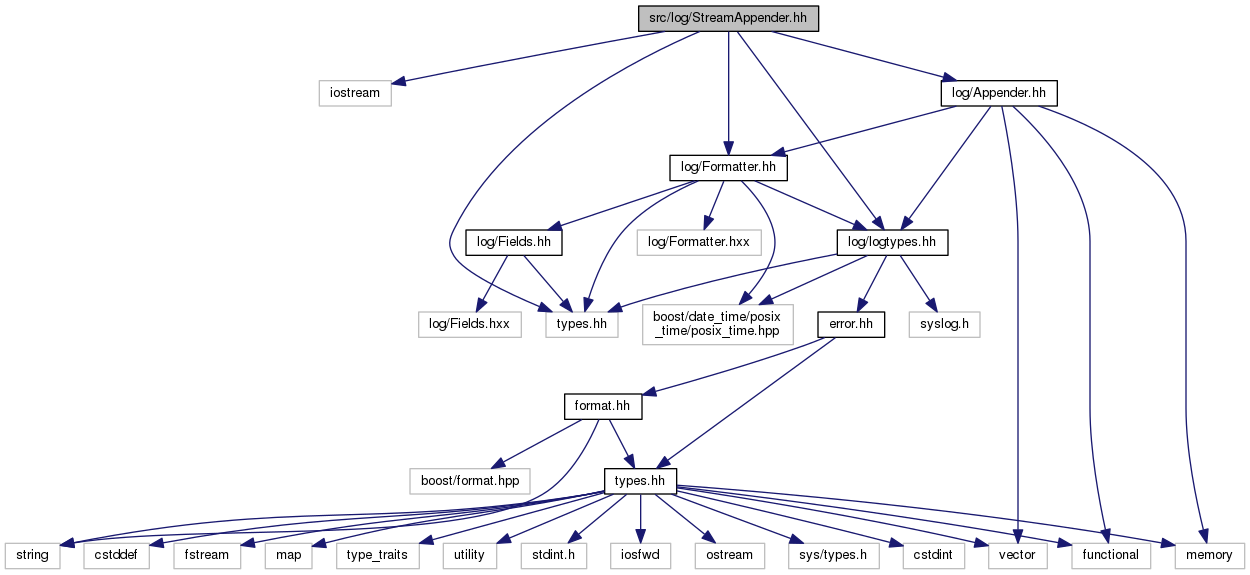 src/log/StreamAppender.hh
iostream
log/Appender.hh
log/Formatter.hh
log/Fields.hh
log/Formatter.hxx
log/logtypes.hh
log/Fields.hxx
types.hh
boost/date_time/posix
_time/posix_time.hpp
error.hh
syslog.h
format.hh
boost/format.hpp
types.hh
string
cstddef
fstream
map
type_traits
utility
stdint.h
iosfwd
ostream
sys/types.h
cstdint
vector
functional
memory